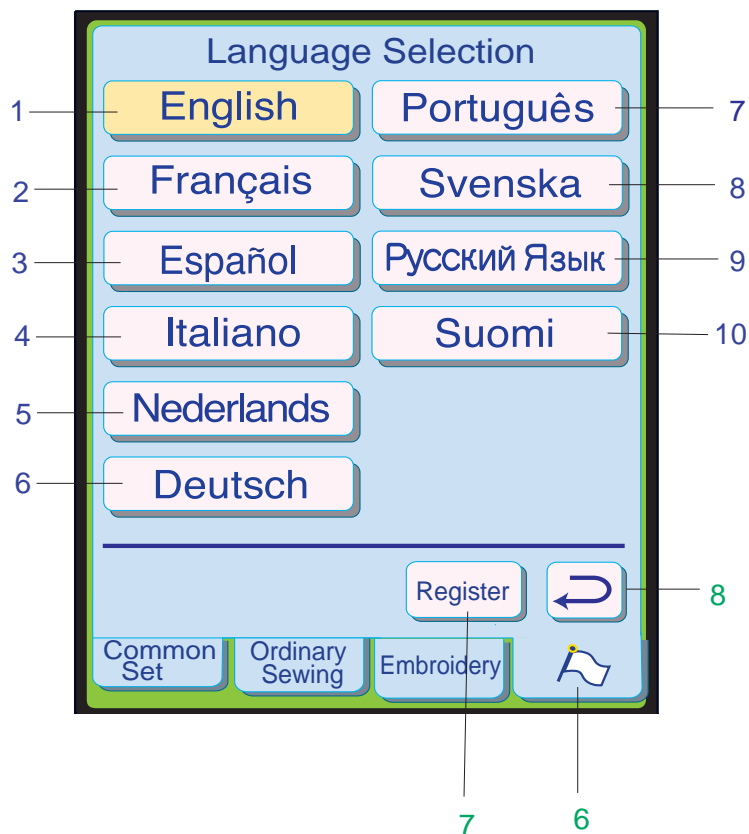 Language Selection
1 English Português 7
2 Français Svenska 8
3 Español Русский Язык 9
4 Italiano Suomi 10
5 Nederlands
6 Deutsch
Register 8
Common Set Ordinary Sewing Embroidery
7 6